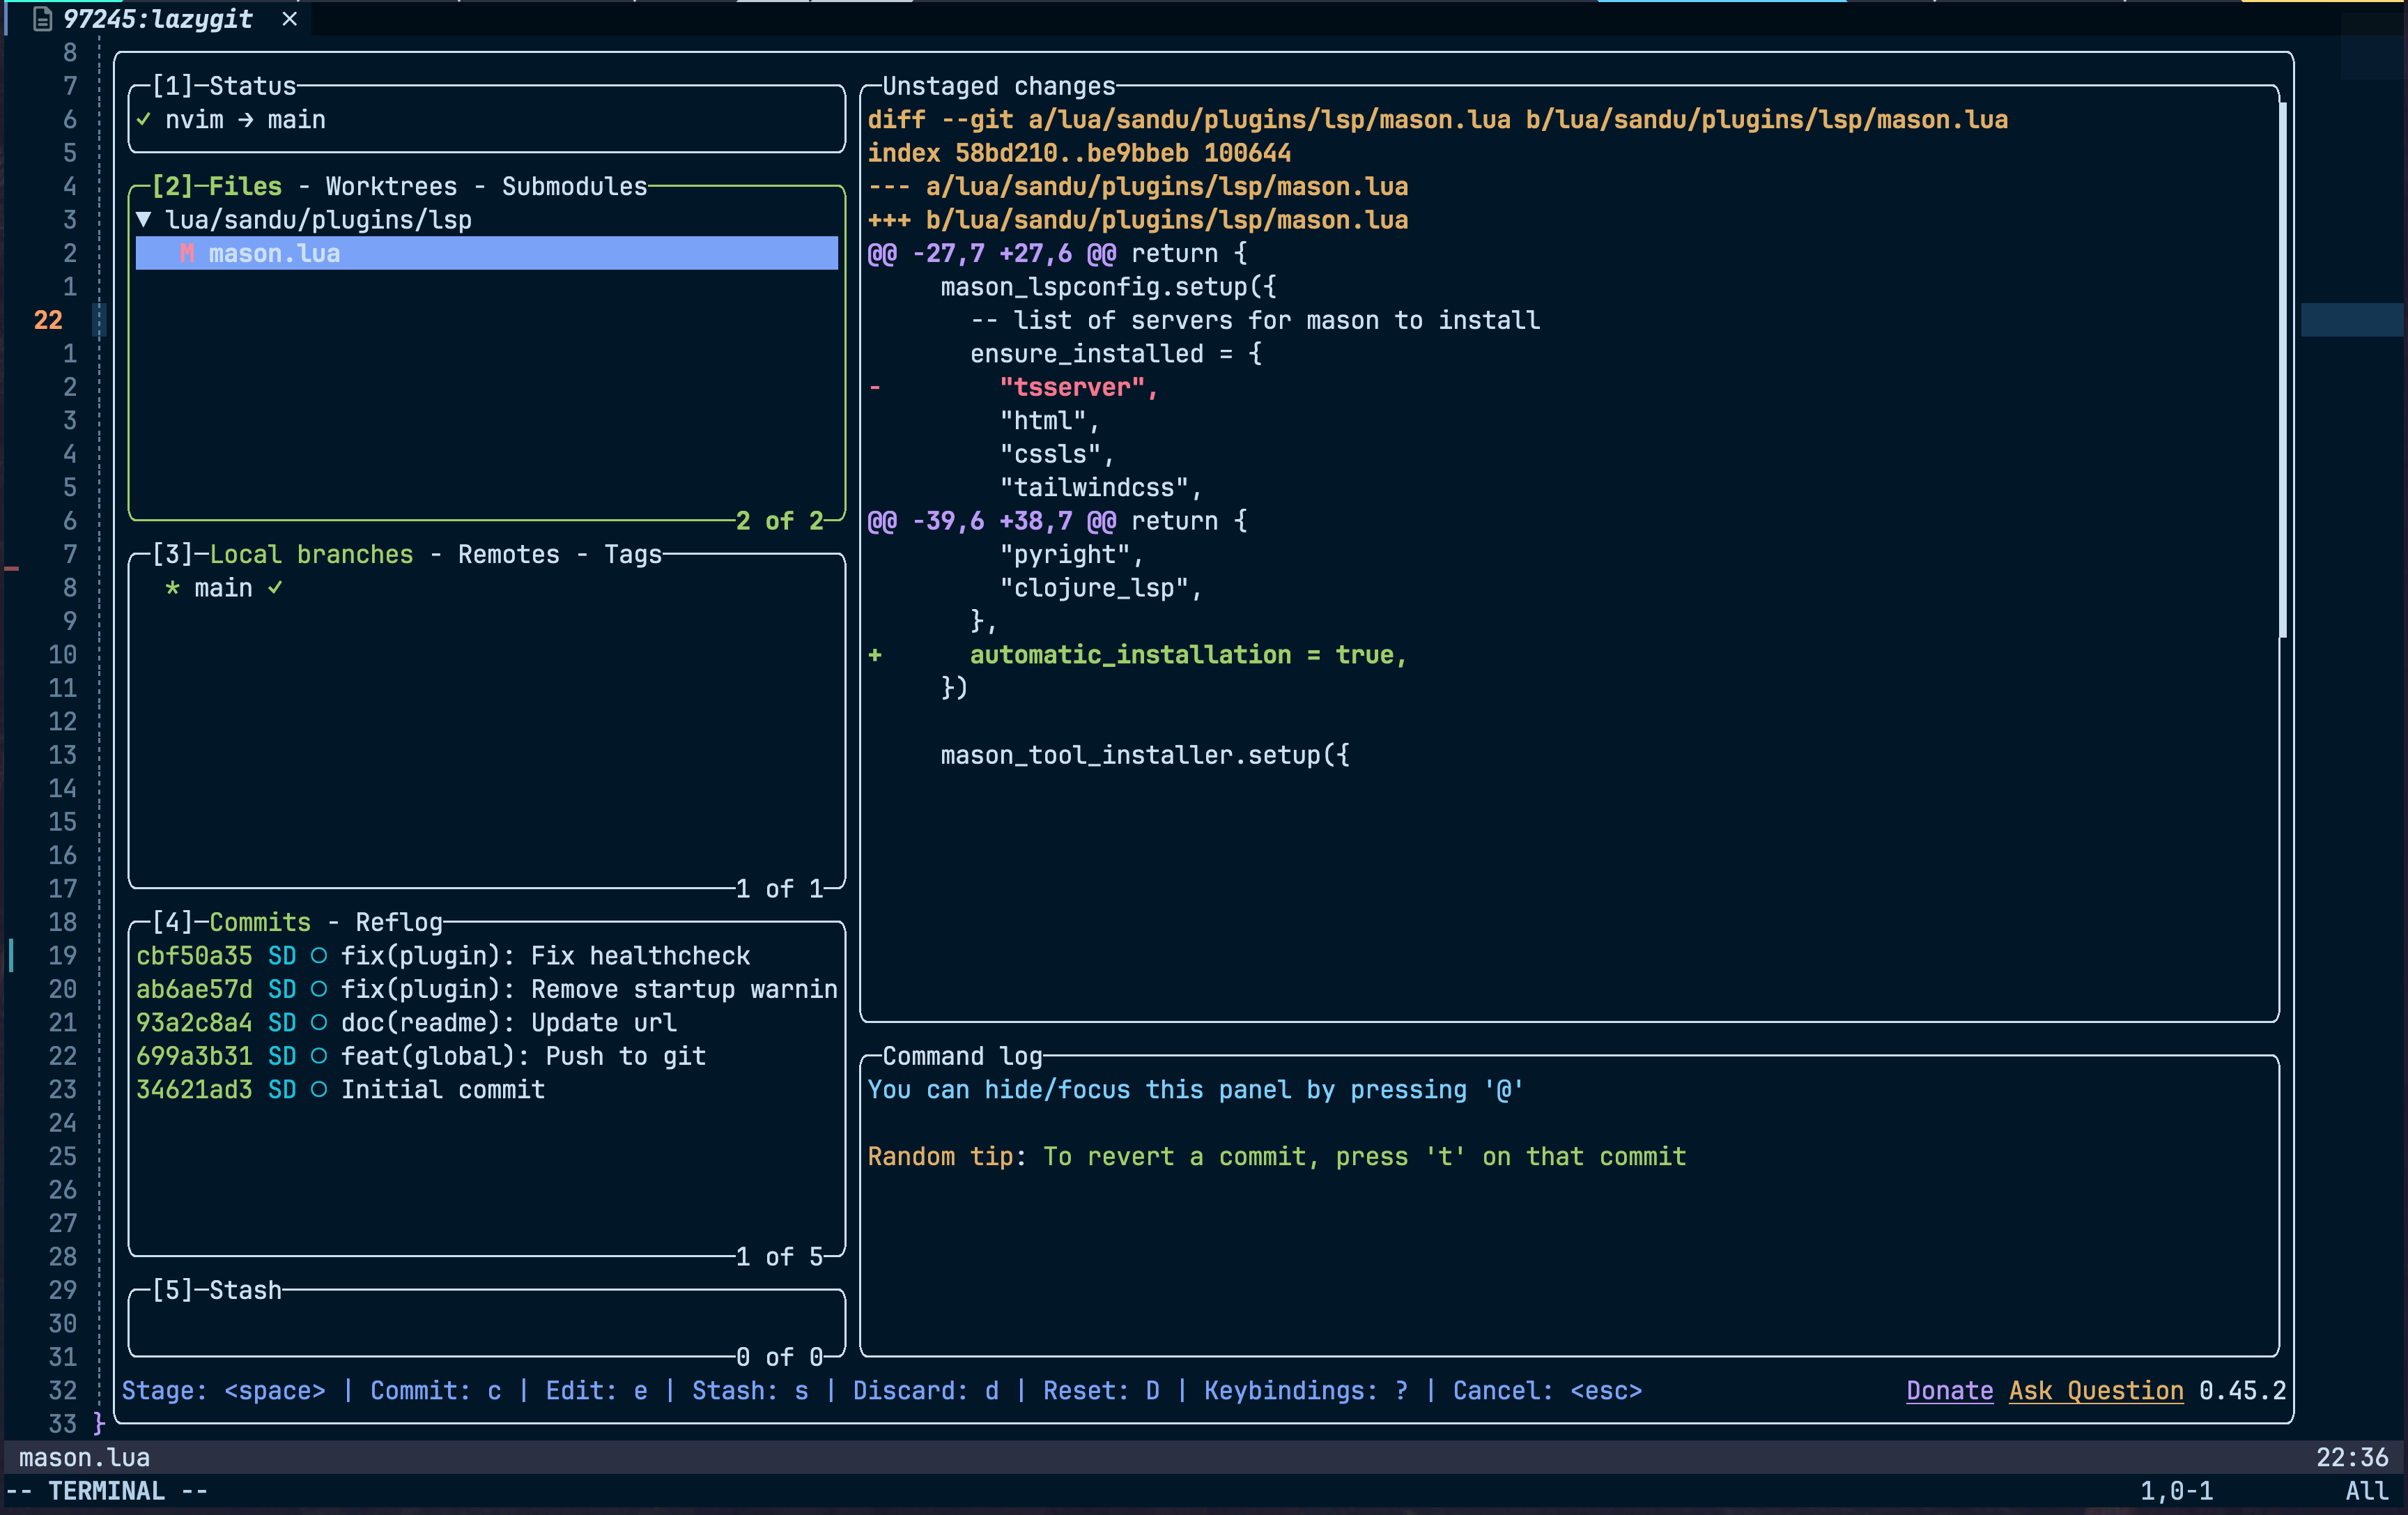 97245:lazygit ×
8
7
6
5
4
3
2
1
22
1
2
3
4
5
6
7
8
9
10
11
12
13
14
15
16
17
18
19
20
21
22
23
24
25
26
27
28
29
30
31
32
33 }
[1]─Status
✓ nvim → main
[2]─Files - Worktrees - Submodules
▼ lua/sandu/plugins/lsp
M mason.lua
2 of 2
[3]─Local branches - Remotes - Tags
* main ✓
1 of 1
[4]─Commits - Reflog
cbf50a35 SD ○ fix(plugin): Fix healthcheck
ab6ae57d SD ○ fix(plugin): Remove startup warnin
93a2c8a4 SD ○ doc(readme): Update url
699a3b31 SD ○ feat(global): Push to git
34621ad3 SD ○ Initial commit
1 of 5
[5]─Stash
0 of 0
Unstaged changes
diff --git a/lua/sandu/plugins/lsp/mason.lua b/lua/sandu/plugins/lsp/mason.lua
index 58bd210..be9bbeb 100644
--- a/lua/sandu/plugins/lsp/mason.lua
+++ b/lua/sandu/plugins/lsp/mason.lua
@@ -27,7 +27,6 @@ return {
mason_lspconfig.setup({
-- list of servers for mason to install
ensure_installed = {
- "tsserver",
"html",
"cssls",
"tailwindcss",
@@ -39,6 +38,7 @@ return {
"pyright",
"clojure_lsp",
},
+ automatic_installation = true,
})
mason_tool_installer.setup({
Command log
You can hide/focus this panel by pressing '@'
Random tip: To revert a commit, press 't' on that commit
Stage: <space> | Commit: c | Edit: e | Stash: s | Discard: d | Reset: D | Keybindings: ? | Cancel: <esc>
Donate Ask Question 0.45.2
mason.lua 22:36
-- TERMINAL -- 1,0-1 All